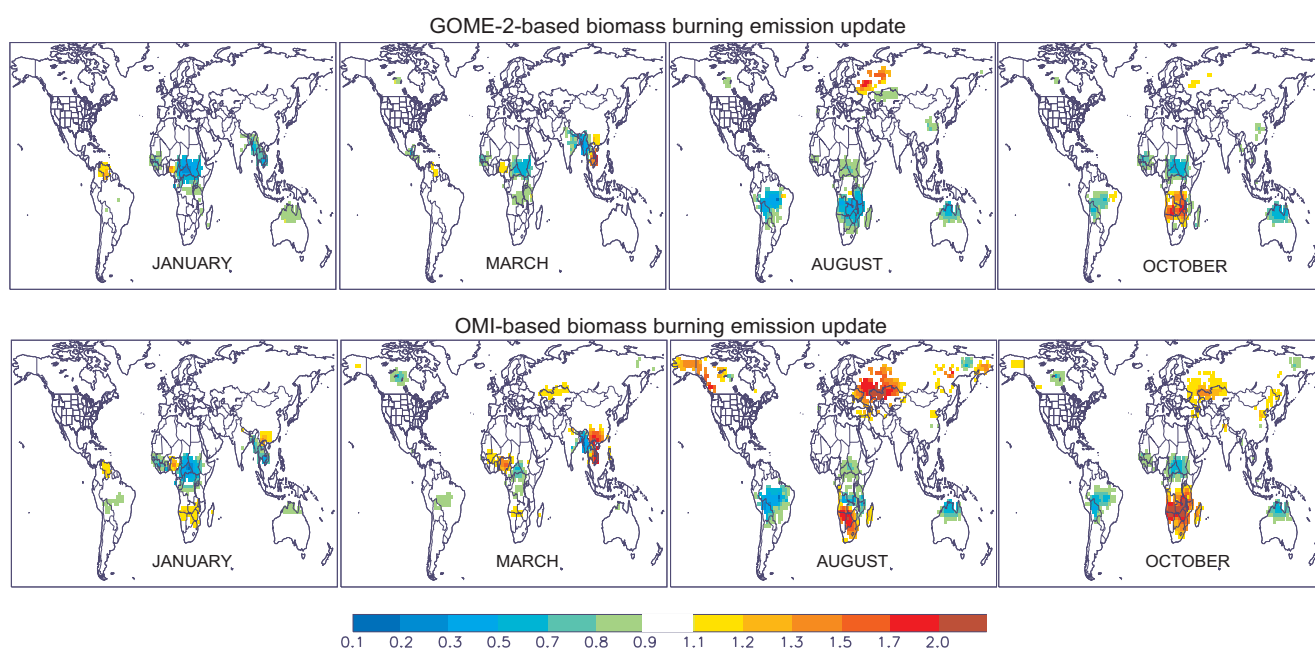 GOME-2-based biomass burning emission update
JANUARY
MARCH
AUGUST
OCTOBER
OMI-based biomass burning emission update
JANUARY
MARCH
AUGUST
OCTOBER
0.1 0.2 0.3 0.5 0.7 0.8 0.9 1.1 1.2 1.3 1.5 1.7 2.0